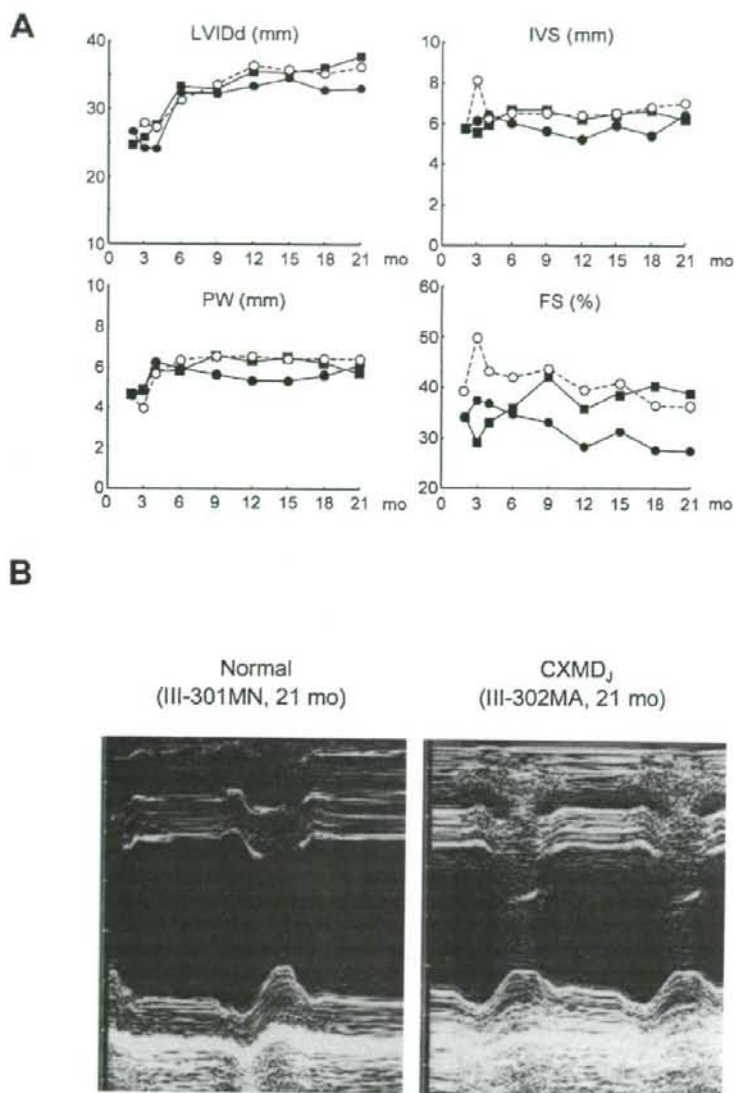 A
LVIDd (mm)
40
30
20
10
0 3 6 9 12 15 18 21 mo
IVS (mm)
10
8
6
4
2
0
0 3 6 9 12 15 18 21 mo
PW (mm)
10
8
6
4
2
0
0 3 6 9 12 15 18 21 mo
FS (%)
60
50
40
30
20
0 3 6 9 12 15 18 21 mo
B
Normal
(III-301MN, 21 mo)
CXMDJ
(III-302MA, 21 mo)